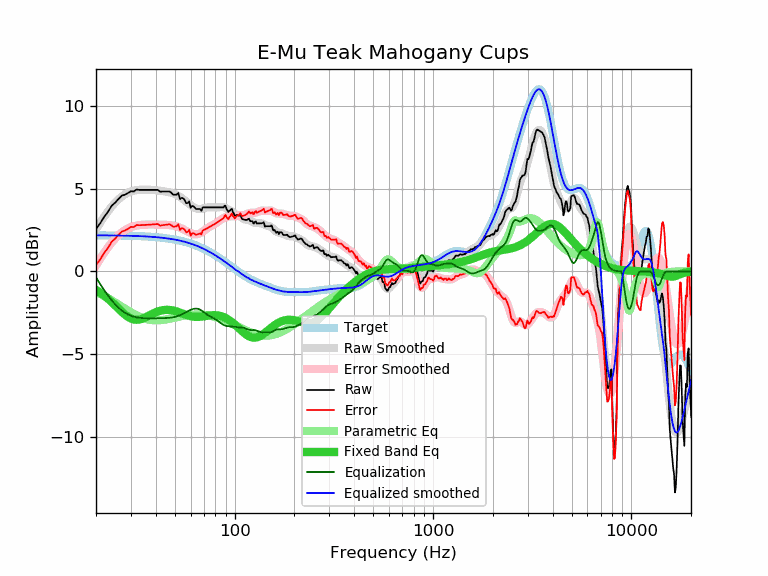 E-Mu Teak Mahogany Cups
Amplitude (dBr)
10
5
0
−5
−10
Target
Raw Smoothed
Error Smoothed
Raw
Error
Parametric Eq
Fixed Band Eq
Equalization
Equalized smoothed
100
1000
10000
Frequency (Hz)